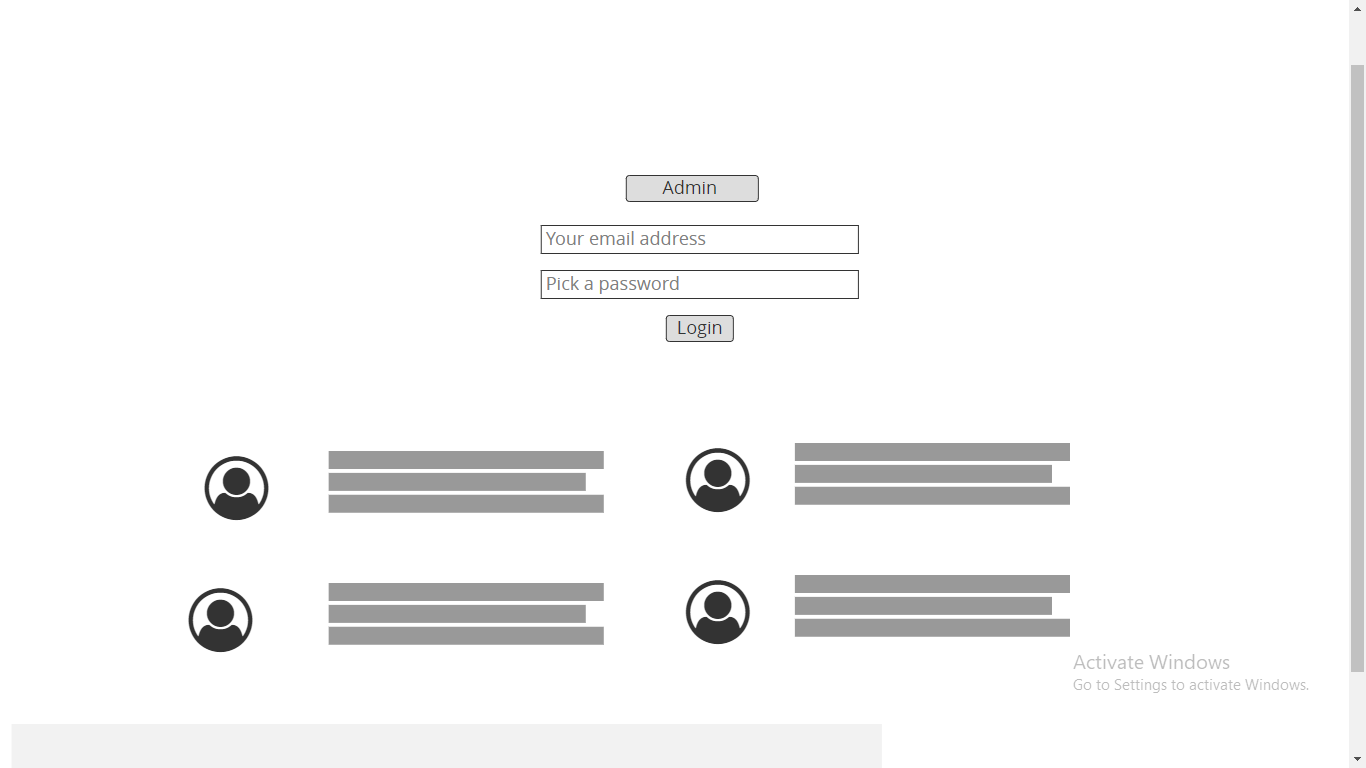 Admin
Your email address
Pick a password
Login
Activate Windows
Go to Settings to activate Windows.